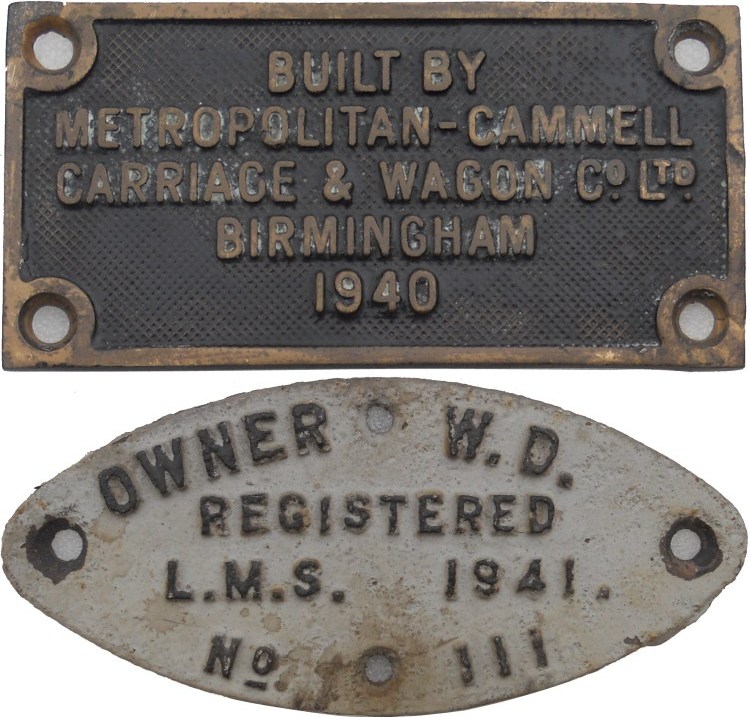 BUILT BY
METROPOLITAN-CAMMELL
CARRIAGE & WAGON CO LTD.
BIRMINGHAM
1940
OWNER W.D.
REGISTERED
L.M.S. 1941.
No 111